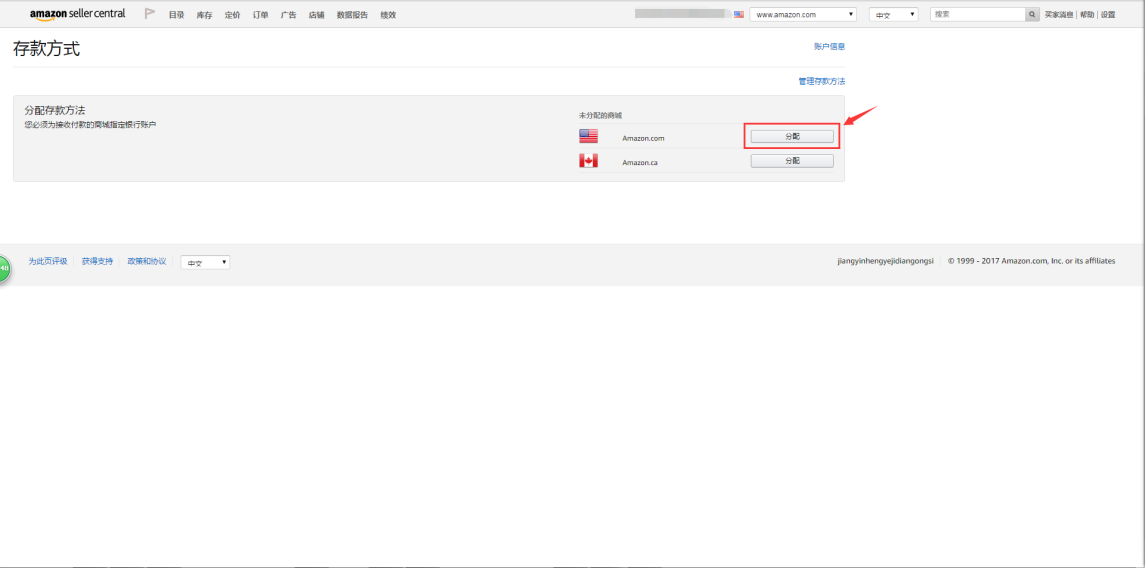 amazon seller central 目录 库存 定价 订单 广告 店铺 数据报告 绩效 www.amazon.com 中文 搜索 买家消息 | 帮助 | 设置
存款方式 账户信息
管理存款方法
分配存款方法
您必须为接收付款的商城指定银行账户
未分配的商城
Amazon.com 分配
Amazon.ca 分配
为此页评级 获得支持 政策和协议 中文 jiangyinhengyejidiangongsi © 1999 - 2017 Amazon.com, Inc. or its affiliates